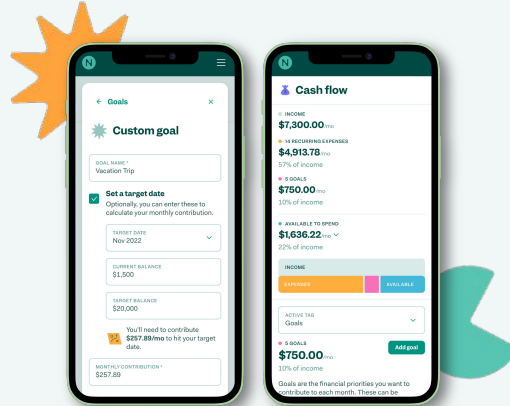 N
← Goals ×
Custom goal
GOAL NAME *
Vacation Trip
Set a target date
Optionally, you can enter these to
calculate your monthly contribution.
TARGET DATE
Nov 2022
CURRENT BALANCE
$1,500
TARGET BALANCE
$20,000
You'll need to contribute
$257.89/mo to hit your target
date.
MONTHLY CONTRIBUTION *
$257.89
N
Cash flow
INCOME
$7,300.00/mo
14 RECURRING EXPENSES
$4,913.78/mo
57% of income
5 GOALS
$750.00/mo
10% of income
AVAILABLE TO SPEND
$1,636.22/mo
22% of income
INCOME
EXPENSES AVAILABLE
ACTIVE TAG
Goals
5 GOALS
$750.00/mo
Add goal
10% of income
Goals are the financial priorities you want to
contribute to each month. These can be